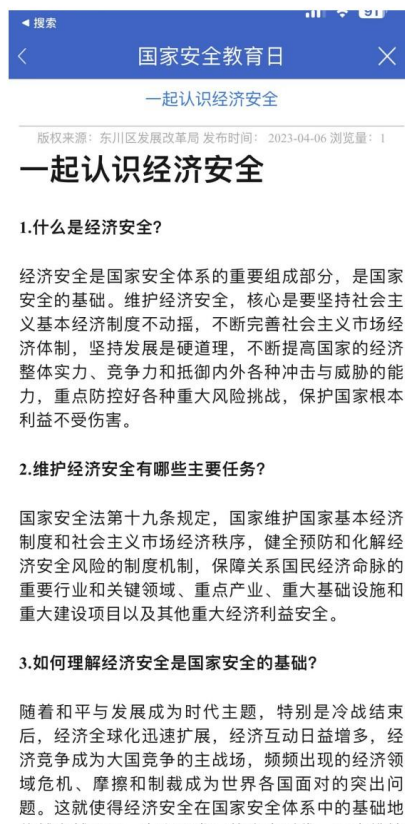 搜索
91
国家安全教育日
一起认识经济安全
版权来源：东川区发展改革局 发布时间： 2023-04-06 浏览量：1
一起认识经济安全
1.什么是经济安全?
经济安全是国家安全体系的重要组成部分，是国家
安全的基础。维护经济安全，核心是要坚持社会主
义基本经济制度不动摇，不断完善社会主义市场经
济体制，坚持发展是硬道理，不断提高国家的经济
整体实力、竞争力和抵御内外各种冲击与威胁的能
力，重点防控好各种重大风险挑战，保护国家根本
利益不受伤害。
2.维护经济安全有哪些主要任务?
国家安全法第十九条规定，国家维护国家基本经济
制度和社会主义市场经济秩序，健全预防和化解经
济安全风险的制度机制，保障关系国民经济命脉的
重要行业和关键领域、重点产业、重大基础设施和
重大建设项目以及其他重大经济利益安全。
3.如何理解经济安全是国家安全的基础?
随着和平与发展成为时代主题，特别是冷战结束
后，经济全球化迅速扩展，经济互动日益增多，经
济竞争成为大国竞争的主战场，频频出现的经济领
域危机、摩擦和制裁成为世界各国面对的突出问
题。这就使得经济安全在国家安全体系中的基础地